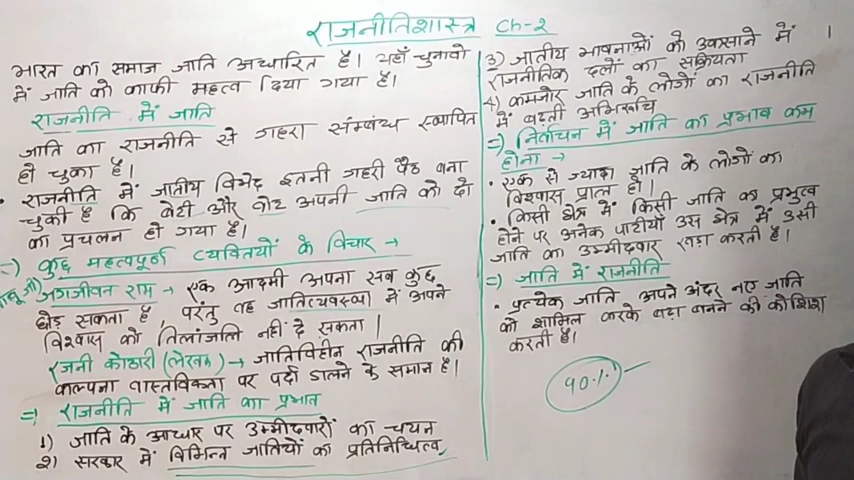 राजनीतिशास्त्र Ch-2
भारत का समाज जाति आधारित है। यहाँ चुनावो
में जाति को काफी महत्व दिया गया है।
राजनीति में जाति
जाति का राजनीति से गहरा संम्बंध स्थापित
हो चुका है।
• राजनीति में जातीय विभेद इतनी गहरी पैठ बना
चुकी है कि बेटी और वोट अपनी जाति को दो
का प्रचलन हो गया है।
=) कुछ महत्वपूर्ण व्यक्तियों के विचार →
(बाबू जी) जगजीवन राम → एक आदमी अपना सब कुछ
छोड़ सकता है, परंतु वह जातिव्यवस्था में अपने
विश्वास को तिलांजलि नहीं दे सकता।
रजनी कोठारी (लेखक) → जातिविहीन राजनीति की
कल्पना वास्तविकता पर पर्दा डालने के समान है।
=) राजनीति में जाति का प्रभाव
1) जाति के आधार पर उम्मीदवारों का चयन
2) सरकार में विभिन्न जातियों का प्रतिनिधित्व
3) जातीय भावनाओं को उकसाने में
राजनीतिक दलों का सक्रियता
4) कमजोर जाति के लोगों का राजनीति
में बढ़ती अभिरुचि
=) निर्वाचन में जाति का प्रभाव कम
होना →
• एक से ज्यादा जाति के लोगों का
विश्वास प्राप्त हो।
• किसी क्षेत्र में किसी जाति का प्रभुत्व
होने पर अनेक पार्टीयाँ उस क्षेत्र में उसी
जाति का उम्मीदवार खड़ा करती है।
=) जाति में राजनीति
• प्रत्येक जाति अपने अंदर नए जाति
को शामिल करके बड़ा बनने की कोशिश
करती है।
90%